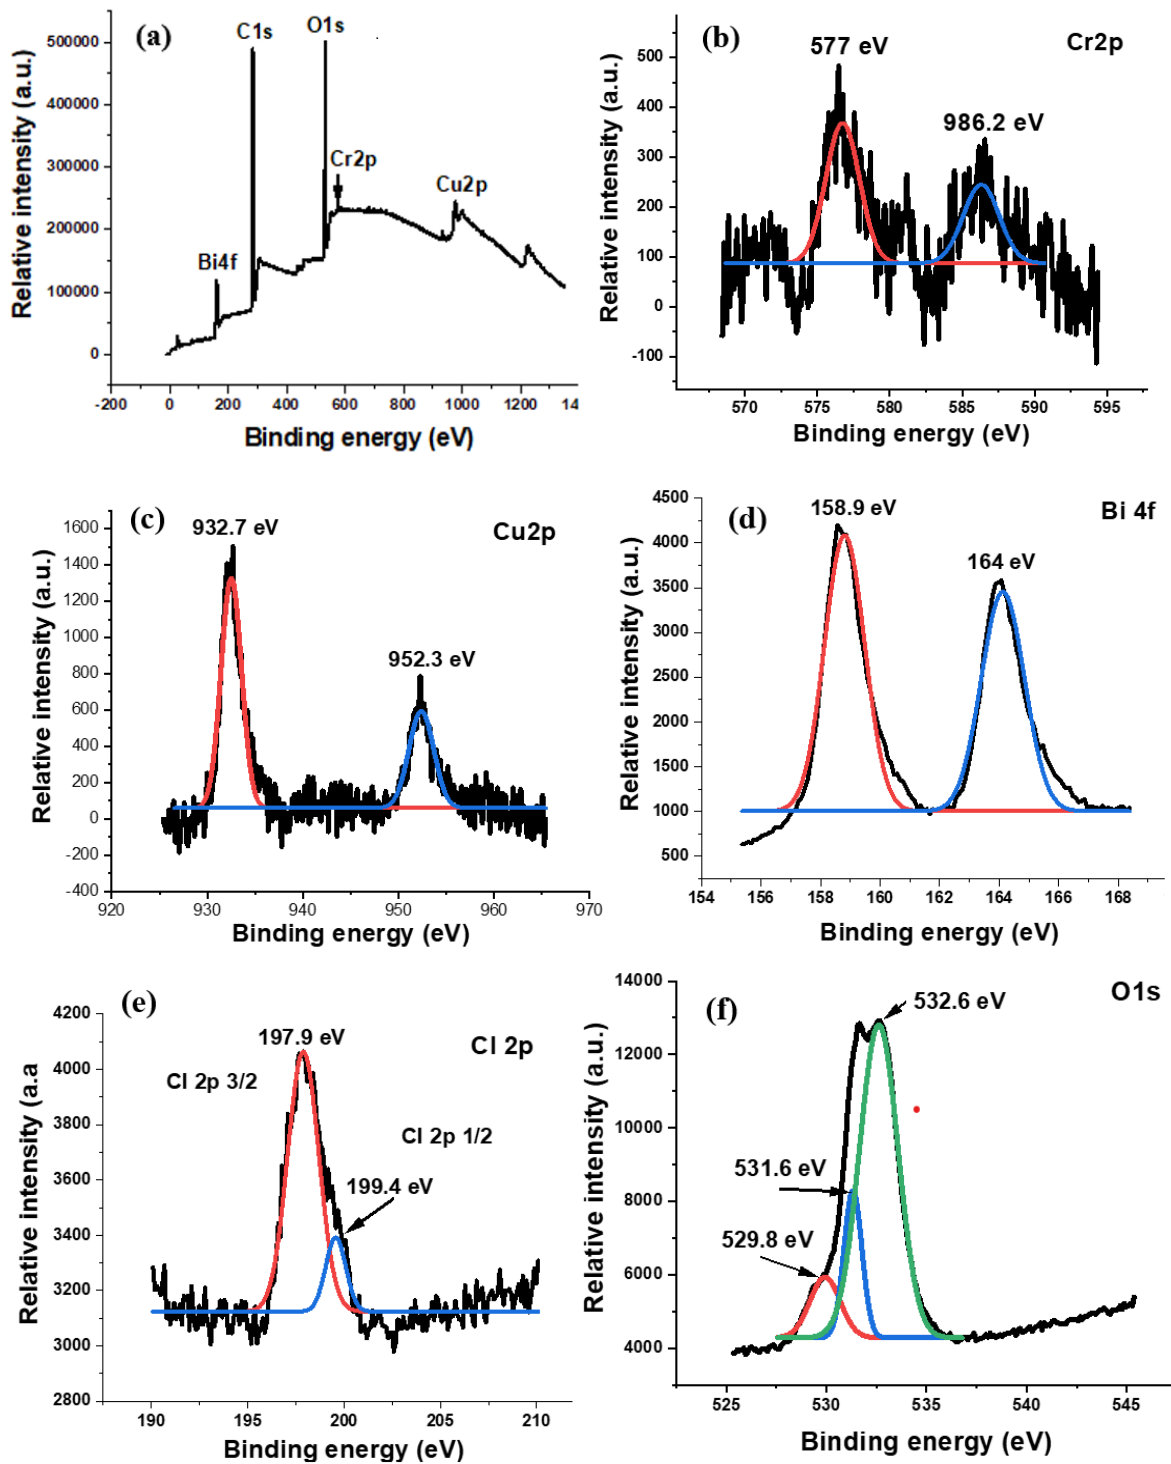 (a)
C1s
O1s
Cr2p
Cu2p
Bi4f
500000
400000
300000
200000
100000
0
-200
0
200
400
600
800
1000
1200
14
Relative intensity (a.u.)
Binding energy (eV)
(b)
577 eV
Cr2p
986.2 eV
500
400
300
200
100
0
-100
570
575
580
585
590
595
Relative intensity (a.u.)
Binding energy (eV)
(c)
932.7 eV
Cu2p
952.3 eV
1600
1400
1200
1000
800
600
400
200
0
-200
-400
920
930
940
950
960
970
Relative intensity (a.u.)
Binding energy (eV)
(d)
158.9 eV
Bi 4f
164 eV
4500
4000
3500
3000
2500
2000
1500
1000
500
154
156
158
160
162
164
166
168
Relative intensity (a.u.)
Binding energy (eV)
(e)
197.9 eV
Cl 2p
Cl 2p 3/2
Cl 2p 1/2
199.4 eV
4200
4000
3800
3600
3400
3200
3000
2800
190
195
200
205
210
Relative intensity (a.a
Binding energy (eV)
(f)
532.6 eV
O1s
531.6 eV
529.8 eV
14000
12000
10000
8000
6000
4000
525
530
535
540
545
Relative intensity (a.u.)
Binding energy (eV)